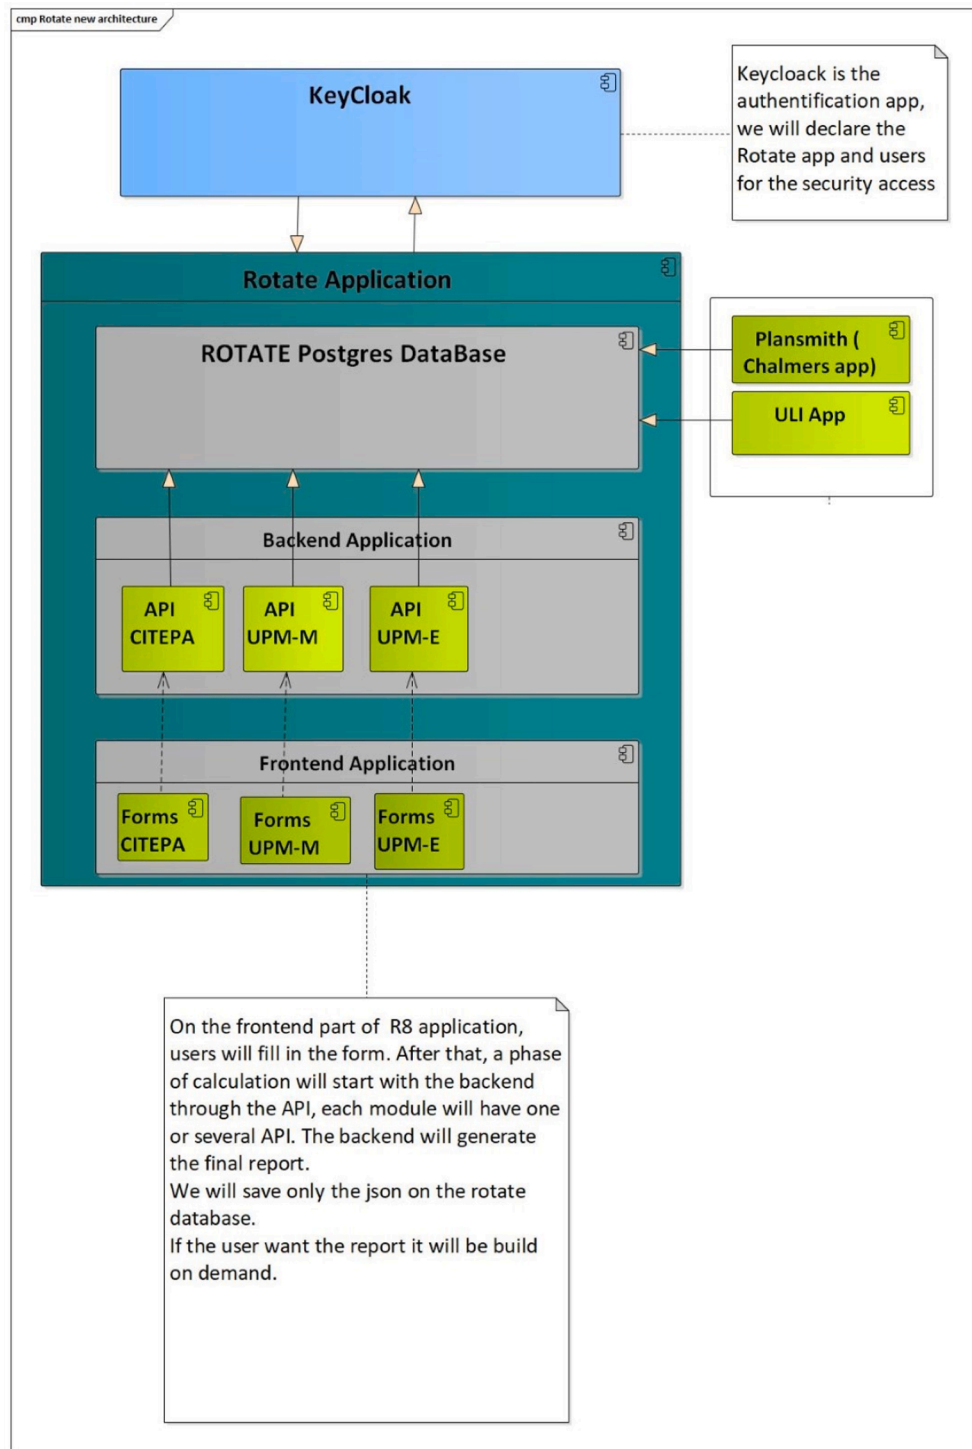 cmp Rotate new architecture
KeyCloak
Keycloack is the
authentification app,
we will declare the
Rotate app and users
for the security access
Rotate Application
ROTATE Postgres DataBase
Plansmith (
Chalmers app)
ULI App
Backend Application
API
CITEPA
API
UPM-M
API
UPM-E
Frontend Application
Forms
CITEPA
Forms
UPM-M
Forms
UPM-E
On the frontend part of  R8 application,
users will fill in the form. After that, a phase
of calculation will start with the backend
through the API, each module will have one
or several API. The backend will generate
the final report.
We will save only the json on the rotate
database.
If the user want the report it will be build
on demand.